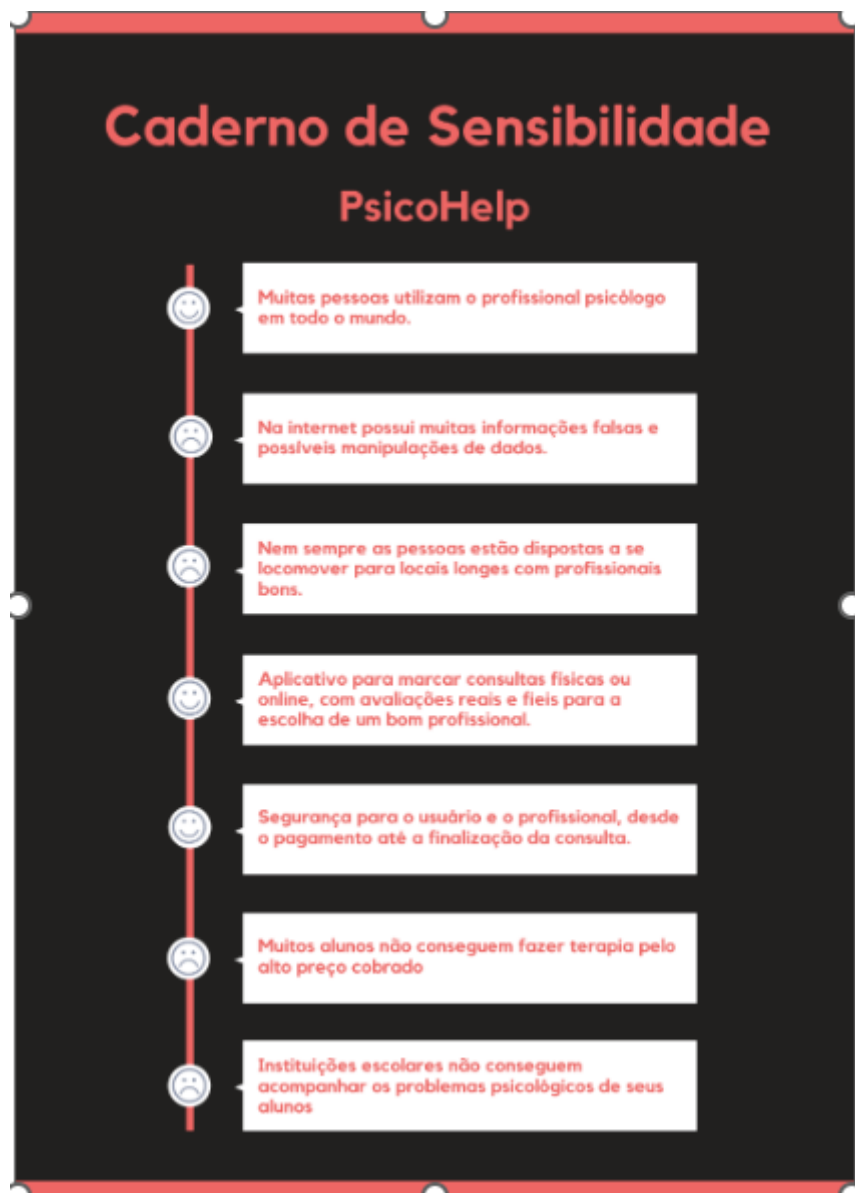 Caderno de Sensibilidade
PsicoHelp
Muitas pessoas utilizam o profissional psicólogo
em todo o mundo.
Na internet possui muitas informações falsas e
possíveis manipulações de dados.
Nem sempre as pessoas estão dispostas a se
locomover para locais longes com profissionais
bons.
Aplicativo para marcar consultas físicas ou
online, com avaliações reais e fieis para a
escolha de um bom profissional.
Segurança para o usuário e o profissional, desde
o pagamento até a finalização da consulta.
Muitos alunos não conseguem fazer terapia pelo
alto preço cobrado
Instituições escolares não conseguem
acompanhar os problemas psicológicos de seus
alunos